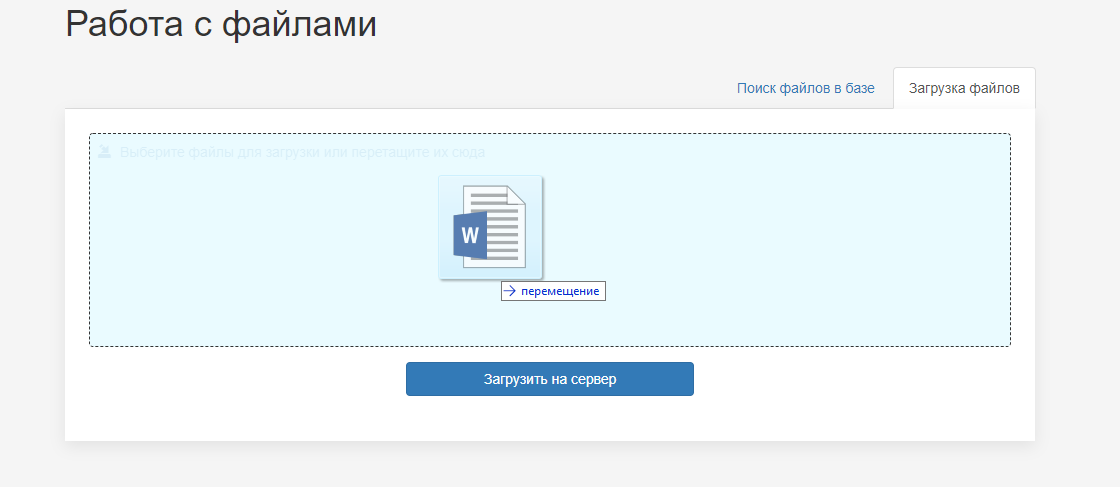 Работа с файлами
Поиск файлов в базе
Загрузка файлов
Выберите файлы для загрузки или перетащите их сюда
W
перемещение
Загрузить на сервер